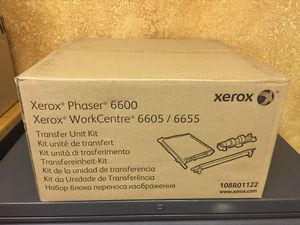 Xerox® Phaser® 6600
Xerox® WorkCentre® 6605 / 6655
xerox
Transfer Unit Kit
Kit unité de transfert
Kit unità di trasferimento
Transfereinheit-Kit
Kit de la unidad de transferencia
Kit da Unidade de Transferência
Набор блока переноса изображения
108R01122
www.xerox.com